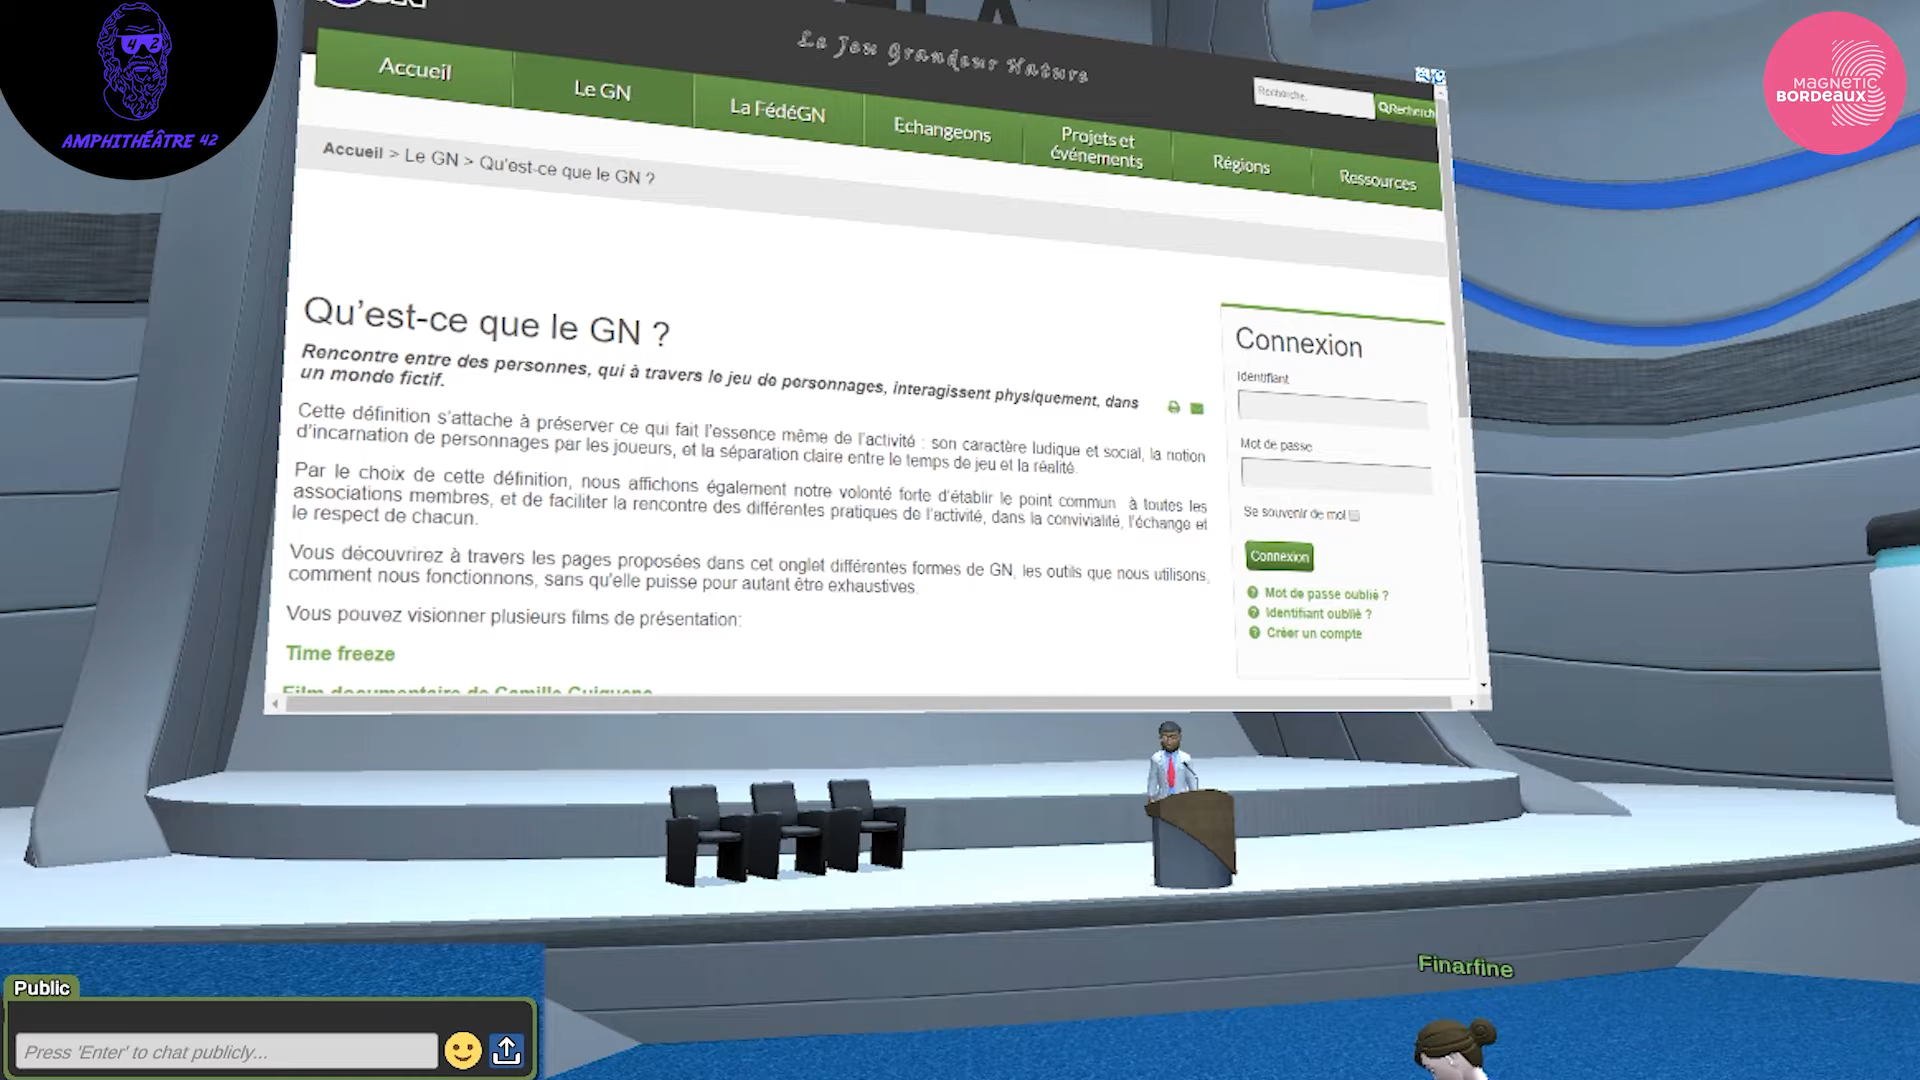 AMPHITHÉÂTRE 42
42
MAGNETIC
BORDEAUX
Le Jeu Grandeur Nature
Recherche.
Recherch
Accueil
Le GN
La FédéGN
Echangeons
Projets et
événements
Régions
Ressources
Accueil > Le GN > Qu'est-ce que le GN ?
Qu'est-ce que le GN ?
Rencontre entre des personnes, qui à travers le jeu de personnages, interagissent physiquement, dans
un monde fictif.
Cette définition s'attache à préserver ce qui fait l'essence même de l'activité : son caractère ludique et social, la notion
d'incarnation de personnages par les joueurs, et la séparation claire entre le temps de jeu et la réalité.
Par le choix de cette définition, nous affichons également notre volonté forte d'établir le point commun à toutes les
associations membres, et de faciliter la rencontre des différentes pratiques de l'activité, dans la convivialité, l'échange et
le respect de chacun.
Vous découvrirez à travers les pages proposées dans cet onglet différentes formes de GN, les outils que nous utilisons,
comment nous fonctionnons, sans qu'elle puisse pour autant être exhaustives.
Vous pouvez visionner plusieurs films de présentation:
Time freeze
Film documentaire de Camille Guiguenc
Connexion
Identifiant
Mot de passe
Se souvenir de moi
Connexion
Mot de passe oublié ?
Identifiant oublié ?
Créer un compte
Finarfine
Public
Press 'Enter' to chat publicly...